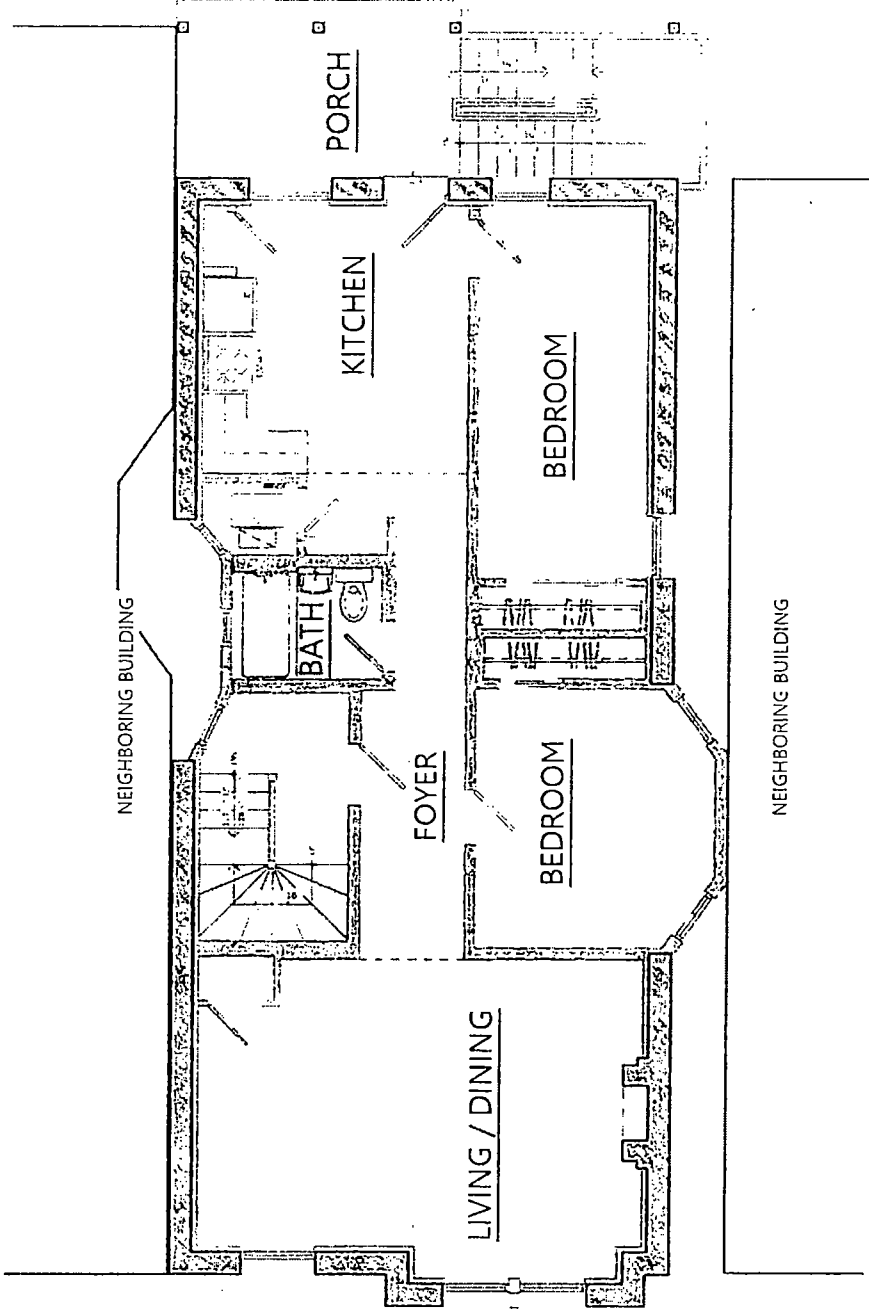 PORCH
KITCHEN
BEDROOM
BATH
NEIGHBORING BUILDING
NEIGHBORING BUILDING
FOYER
BEDROOM
LIVING / DINING